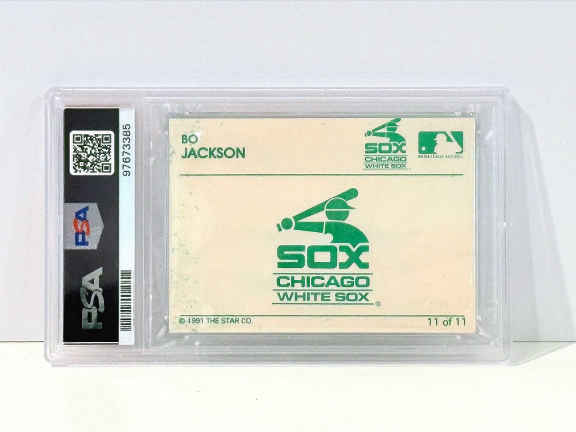 BO
JACKSON
SOX
CHICAGO
WHITE SOX
SOX
CHICAGO
WHITE SOX
®
© 1991 THE STAR CO.
11 of 11
97673385
PSA
PSA